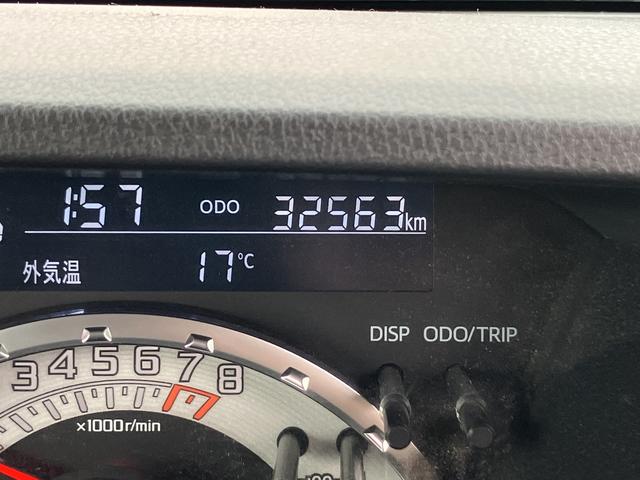 1:57 ODO 32563km
外気温 17℃
DISP ODO/TRIP
3 4 5 6 7 8
×1000r/min